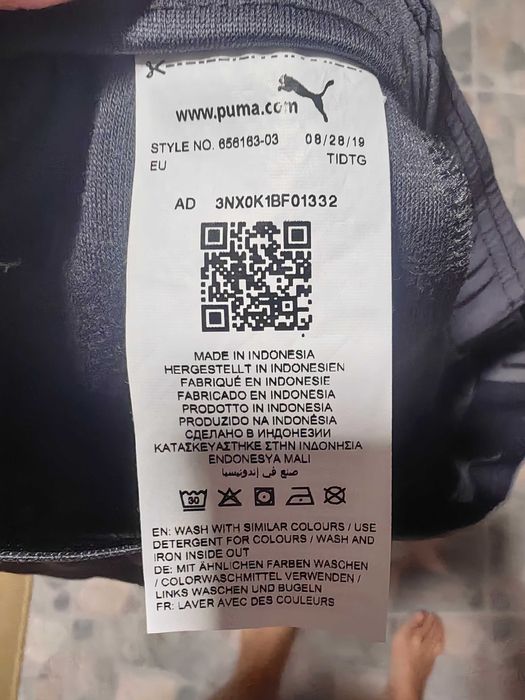 www.puma.com
STYLE NO. 656163-03 08/28/19
EU TIDTG
AD 3NX0K1BF01332
MADE IN INDONESIA
HERGESTELLT IN INDONESIEN
FABRIQUÉ EN INDONESIE
FABRICADO EN INDONESIA
PRODOTTO IN INDONESIA
PRODUZIDO NA INDONÉSIA
СДЕЛАНО В ИНДОНЕЗИИ
ΚΑΤΑΣΚΕΥΑΣΤΗΚΕ ΣΤΗΝ ΙΝΔΟΝΗΣΙΑ
ENDONESYA MALI
صنع في إندونيسيا
30
EN: WASH WITH SIMILAR COLOURS / USE
DETERGENT FOR COLOURS / WASH AND
IRON INSIDE OUT
DE: MIT ÄHNLICHEN FARBEN WASCHEN
/ COLORWASCHMITTEL VERWENDEN /
LINKS WASCHEN UND BUGELN
FR: LAVER AVEC DES COULEURS